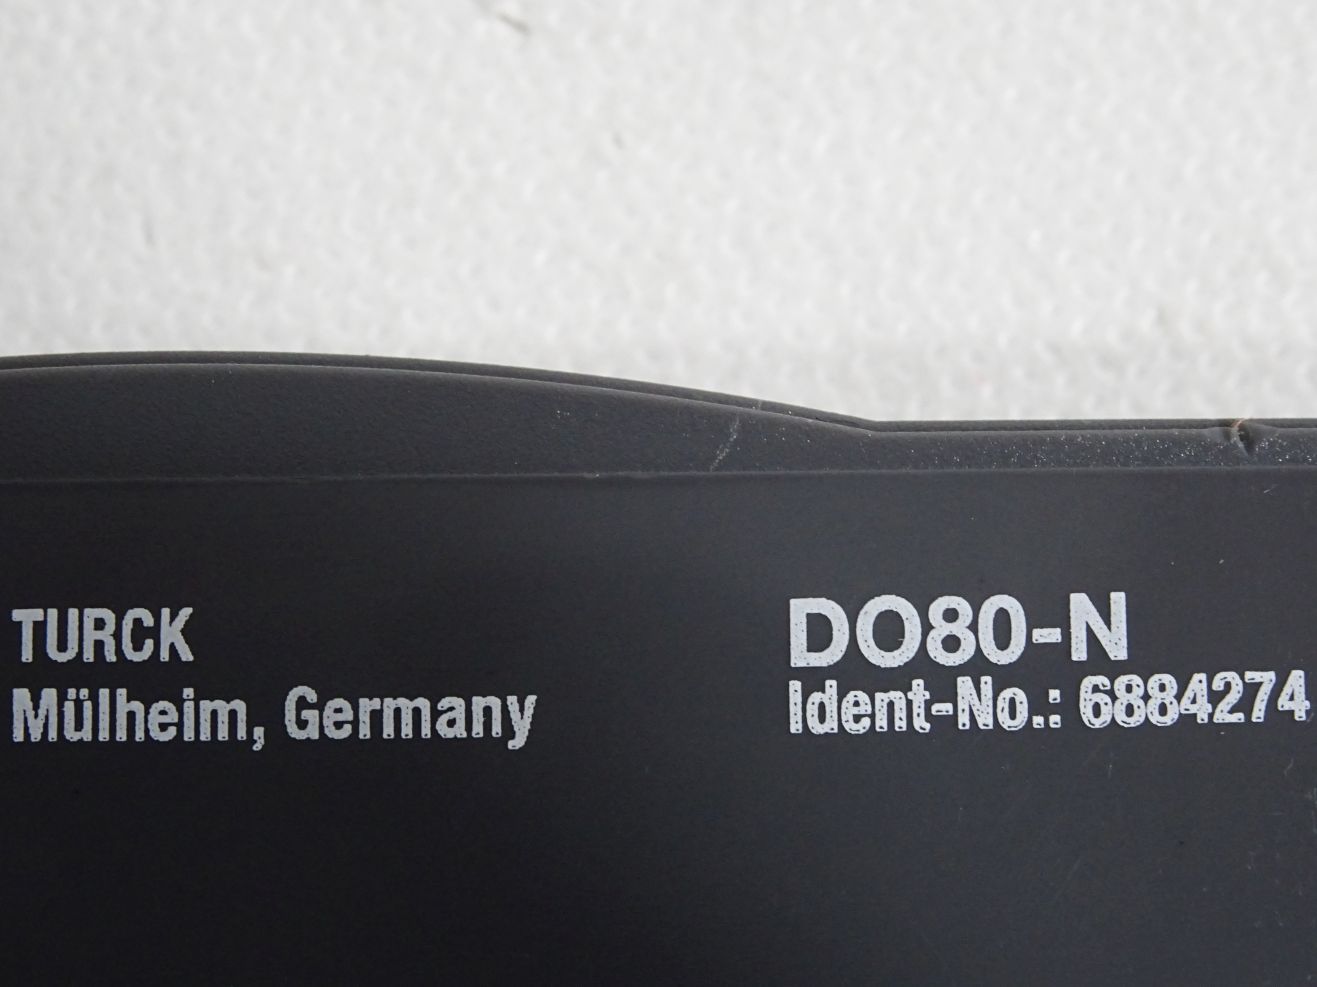 TURCK
Mülheim, Germany
DO80-N
Ident-No.: 6884274